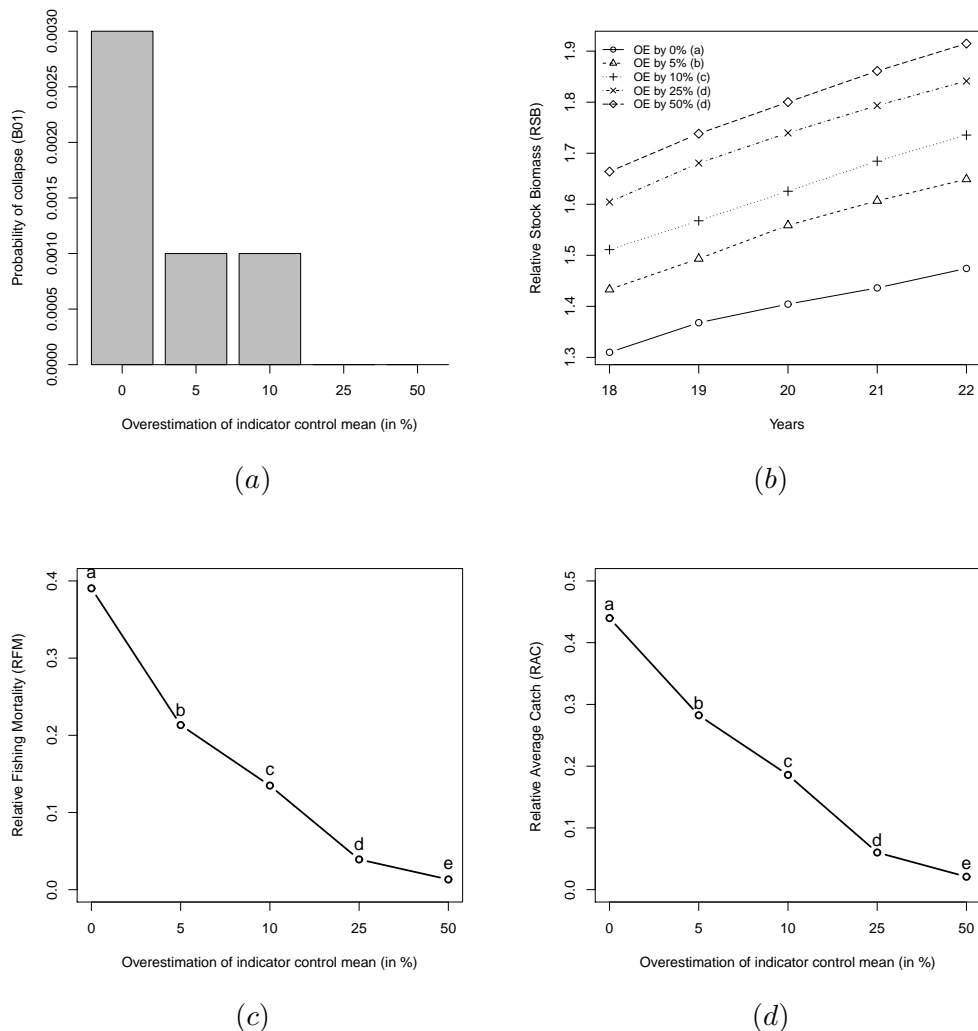 0.0000 0.0005 0.0010 0.0015 0.0020 0.0025 0.0030
Probability of collapse (B01)
0 5 10 25 50
Overestimation of indicator control mean (in %)
(a)
1.3 1.4 1.5 1.6 1.7 1.8 1.9
Relative Stock Biomass (RSB)
OE by 0% (a)
OE by 5% (b)
OE by 10% (c)
OE by 25% (d)
OE by 50% (d)
18 19 20 21 22
Years
(b)
0.0 0.1 0.2 0.3 0.4
Relative Fishing Mortality (RFM)
a
b
c
d
e
0 5 10 25 50
Overestimation of indicator control mean (in %)
(c)
0.0 0.1 0.2 0.3 0.4 0.5
Relative Average Catch (RAC)
a
b
c
d
e
0 5 10 25 50
Overestimation of indicator control mean (in %)
(d)